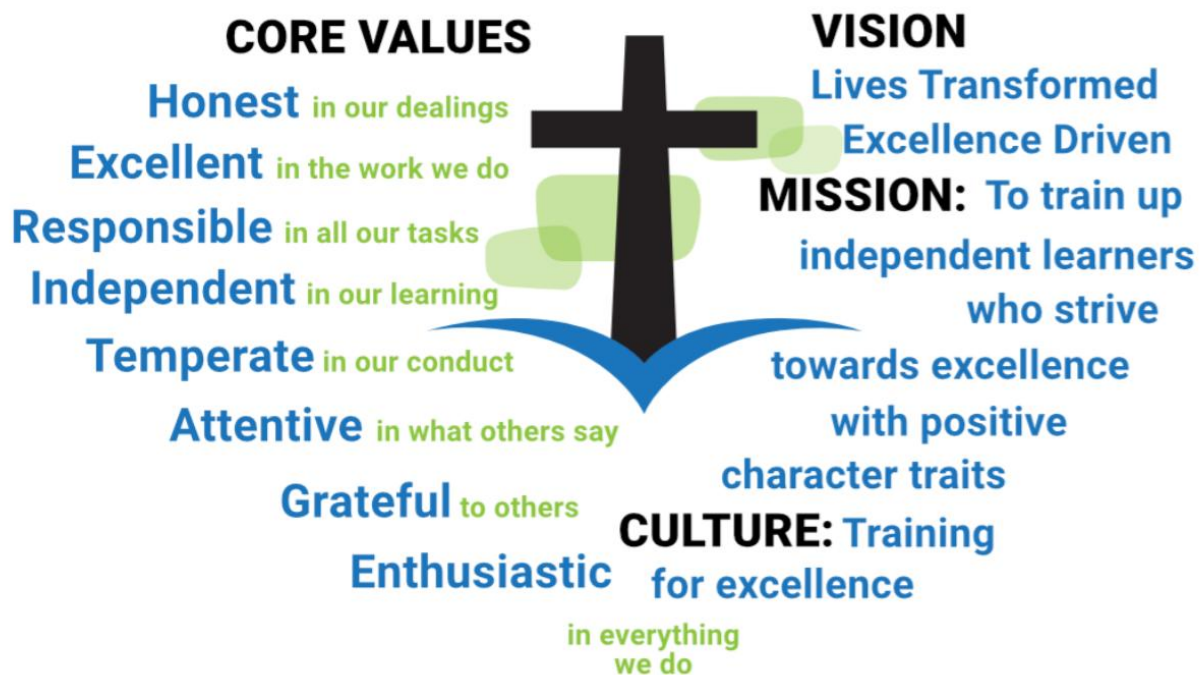 CORE VALUES
Honest in our dealings
Excellent in the work we do
Responsible in all our tasks
Independent in our learning
Temperate in our conduct
Attentive in what others say
Grateful to others
Enthusiastic
in everything
we do
VISION
Lives Transformed
Excellence Driven
MISSION: To train up
independent learners
who strive
towards excellence
with positive
character traits
CULTURE: Training
for excellence